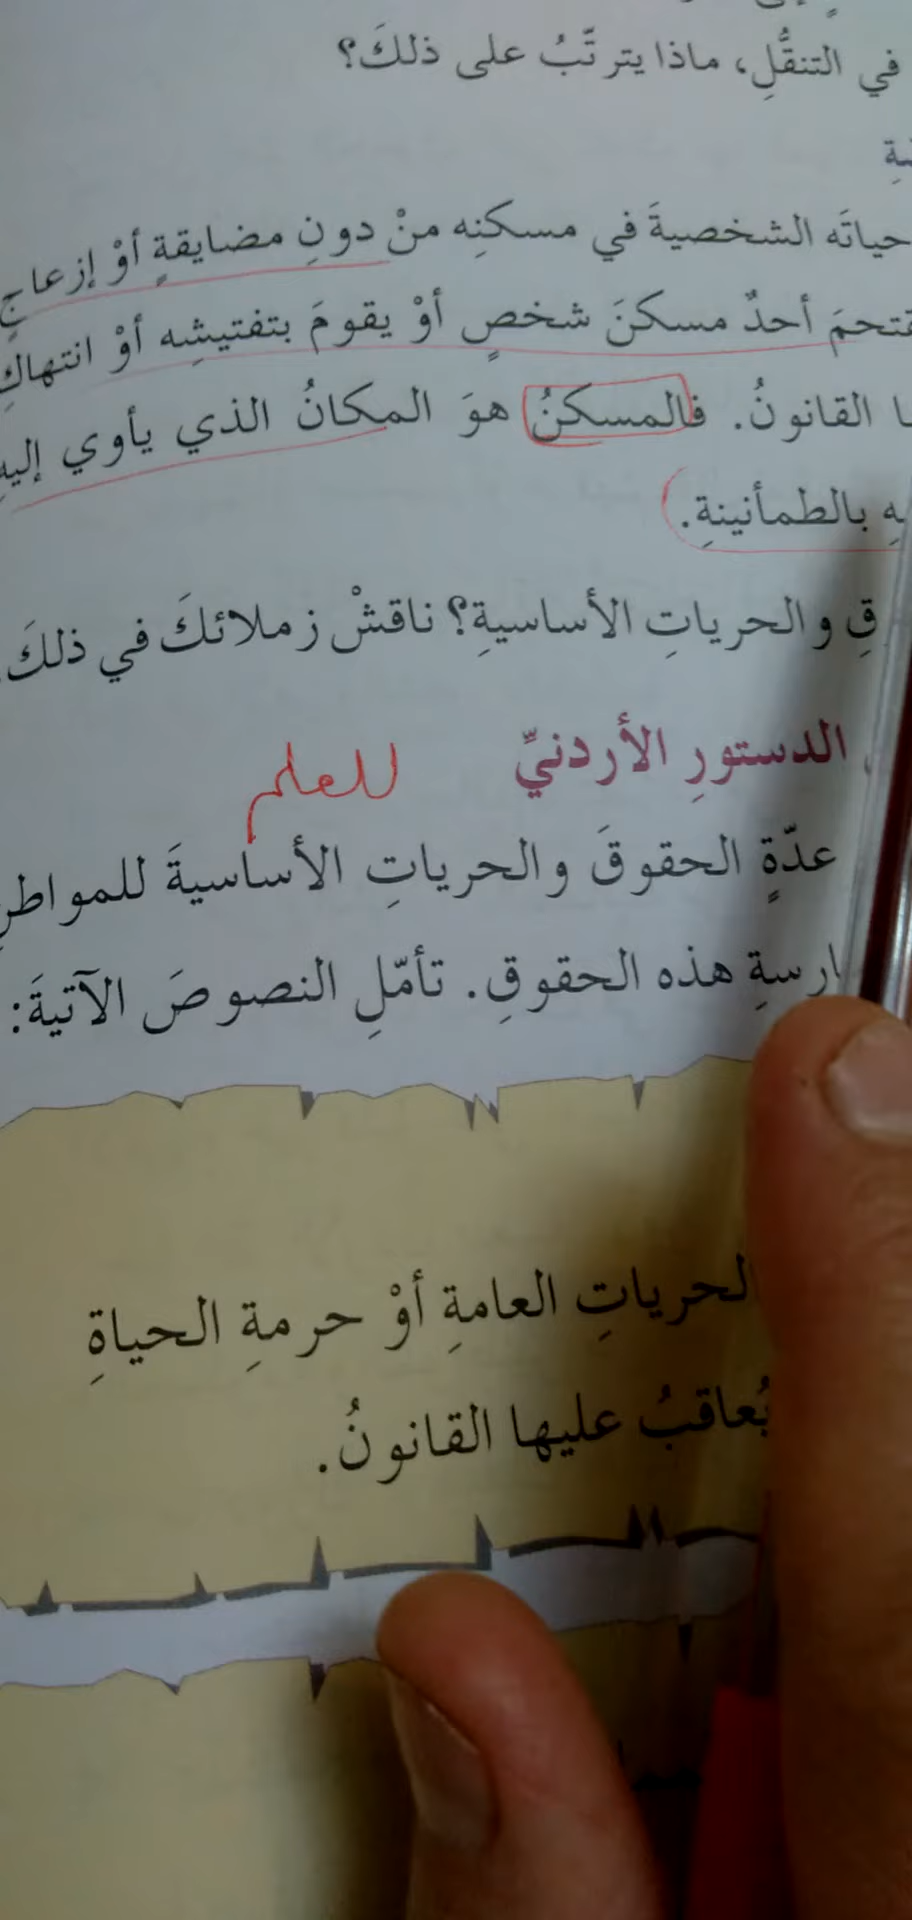 في التنقُّلِ، ماذا يترتَّبُ على ذلكَ؟
حياتَه الشخصيةَ في مسكنِه منْ دونِ مضايقةٍ أوْ إزعاجٍ
أحدٌ مسكنَ شخصٍ أوْ يقومَ بتفتيشِه أوْ انتهاكِ
القانونُ. فالمسكنُ هوَ المكانُ الذي يأوي إليهِ
بالطمأنينةِ.
والحرياتِ الأساسيةِ؟ ناقشْ زملائكَ في ذلكَ.
الدستورِ الأردنيِّ
للعلم
عدّةٍ الحقوقَ والحرياتِ الأساسيةَ
هذه الحقوقِ. تأمّلِ النصوصَ الآتيةَ:
الحرياتِ العامةِ أوْ حرمةِ الحياةِ
يُعاقبُ عليها القانونُ.